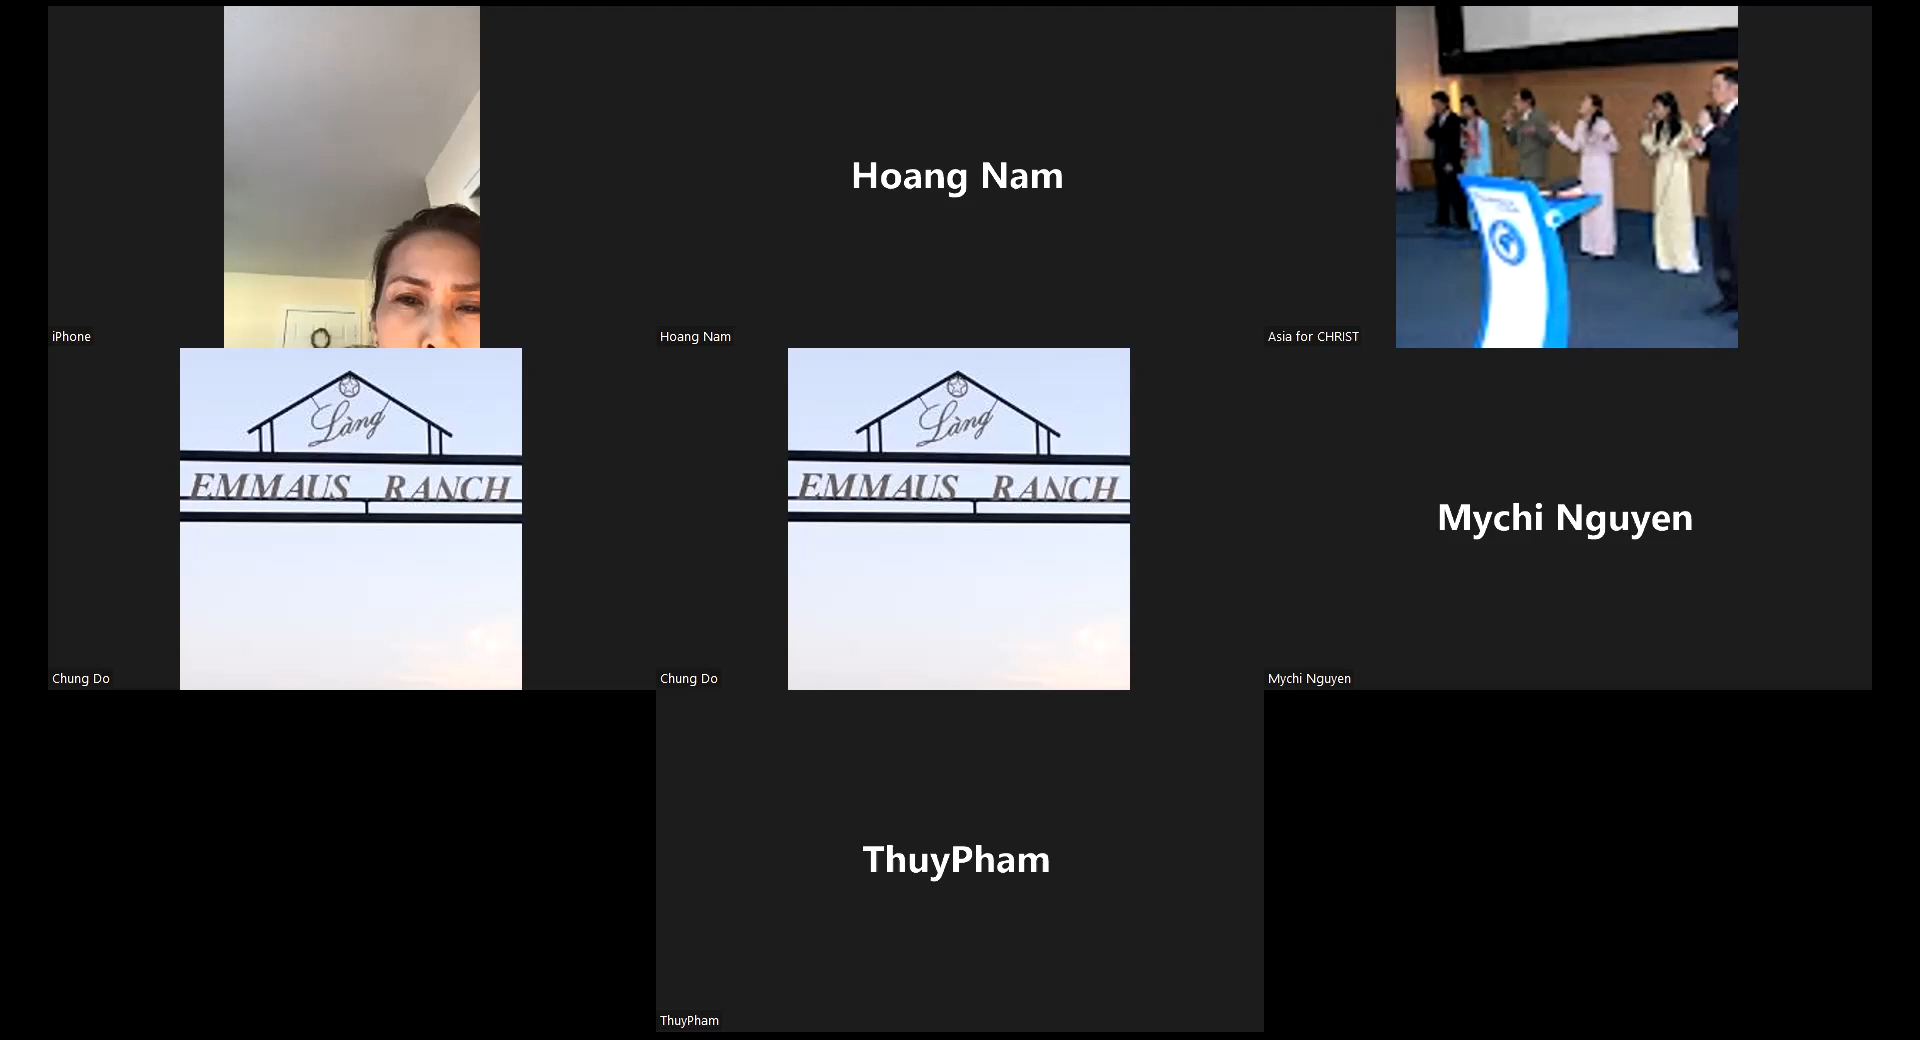 Hoang Nam
iPhone
Hoang Nam
Asia for CHRIST
Làng
EMMAUS RANCH
Làng
EMMAUS RANCH
Mychi Nguyen
Chung Do
Chung Do
Mychi Nguyen
ThuyPham
ThuyPham